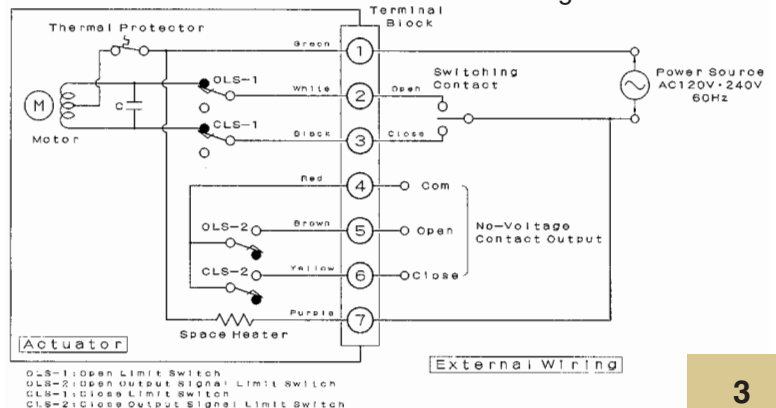 Terminal
Block
Thermal Protector
Green
1
OLS-1
White
2
Open
Switching
Contact
Power Source
AC120V・240V
60Hz
M
C
Motor
CLS-1
Black
3
Close
Red
4
Com
OLS-2
Brown
5
Open
No-Voltage
Contact Output
CLS-2
Yellow
6
Close
Purple
7
Space Heater
Actuator
External Wiring
OLS-1:Open Limit Switch
OLS-2:Open Output Signal Limit Switch
CLS-1:Close Limit Switch
CLS-2:Close Output Signal Limit Switch
3